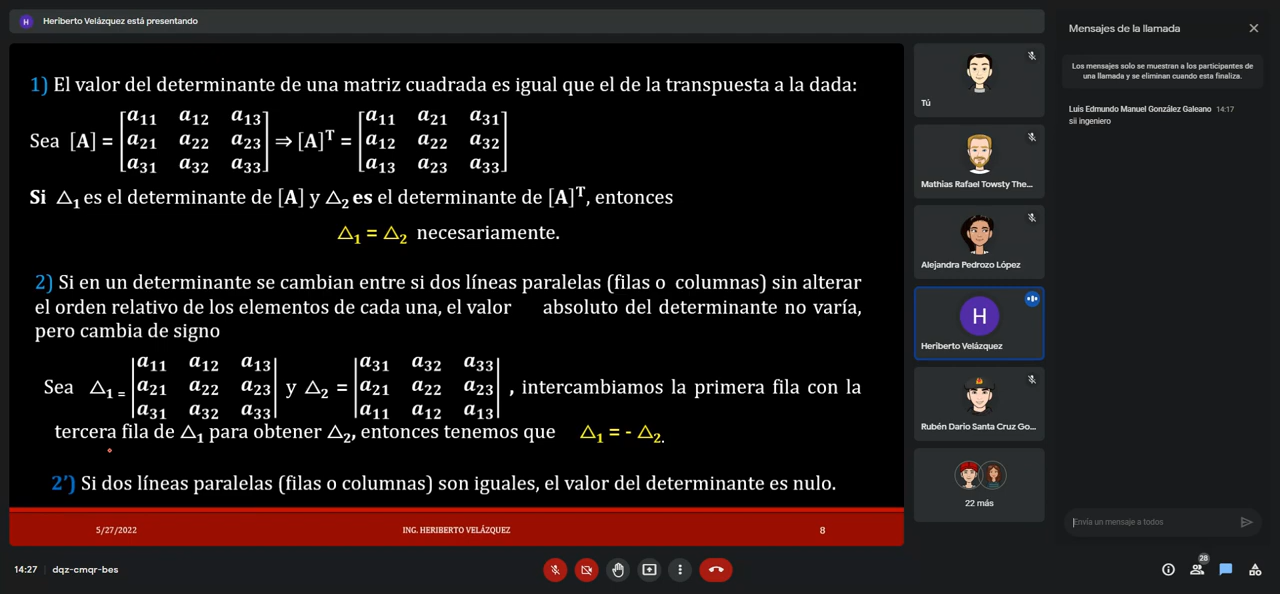 H Heriberto Velázquez está presentando
1) El valor del determinante de una matriz cuadrada es igual que el de la transpuesta a la dada:
Sea [A] = [a11 a12 a13; a21 a22 a23; a31 a32 a33] ⇒ [A]ᵀ = [a11 a21 a31; a12 a22 a32; a13 a23 a33]
Si △1 es el determinante de [A] y △2 es el determinante de [A]ᵀ, entonces
△1 = △2 necesariamente.
2) Si en un determinante se cambian entre si dos líneas paralelas (filas o columnas) sin alterar
el orden relativo de los elementos de cada una, el valor absoluto del determinante no varía,
pero cambia de signo
Sea △1 = |a11 a12 a13; a21 a22 a23; a31 a32 a33| y △2 = |a31 a32 a33; a21 a22 a23; a11 a12 a13| , intercambiamos la primera fila con la
tercera fila de △1 para obtener △2, entonces tenemos que △1 = - △2.
2’) Si dos líneas paralelas (filas o columnas) son iguales, el valor del determinante es nulo.
5/27/2022 ING. HERIBERTO VELÁZQUEZ 8
Tú
Mathias Rafael Towsty The...
Alejandra Pedrozo López
H
Heriberto Velázquez
Rubén Dario Santa Cruz Go...
22 más
Mensajes de la llamada
Los mensajes solo se muestran a los participantes de
una llamada y se eliminan cuando esta finaliza.
Luis Edmundo Manuel González Galeano 14:17
sii ingeniero
Envía un mensaje a todos
14:27 | dqz-cmqr-bes
28